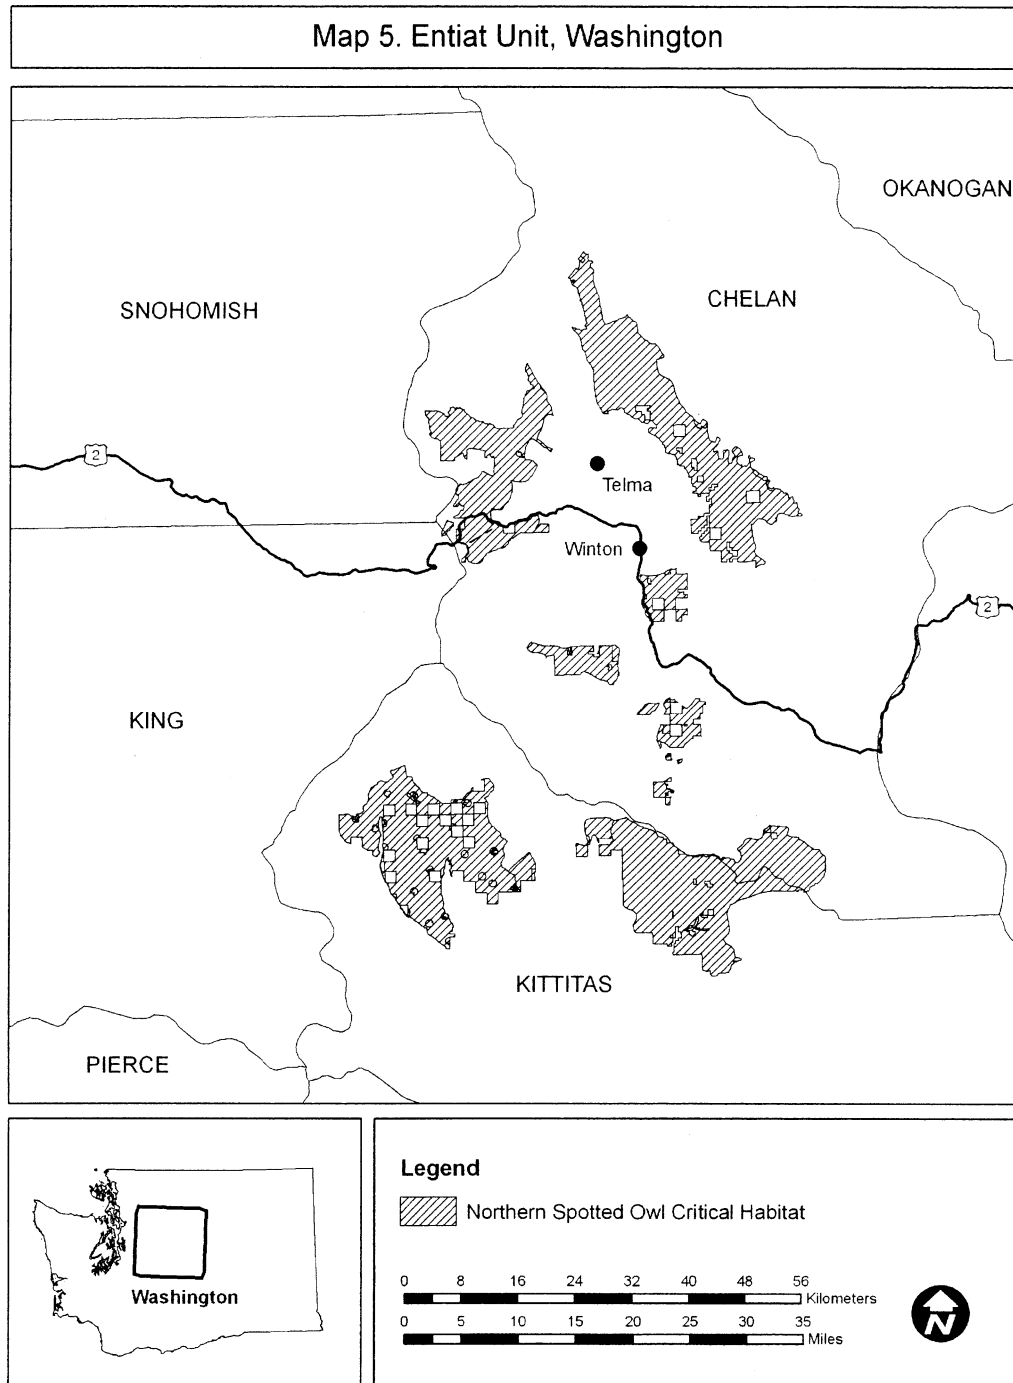 Map 5. Entiat Unit, Washington
OKANOGAN
CHELAN
SNOHOMISH
2
Telma
Winton
2
KING
KITTITAS
PIERCE
Washington
Legend
Northern Spotted Owl Critical Habitat
0 8 16 24 32 40 48 56
Kilometers
0 5 10 15 20 25 30 35
Miles
N